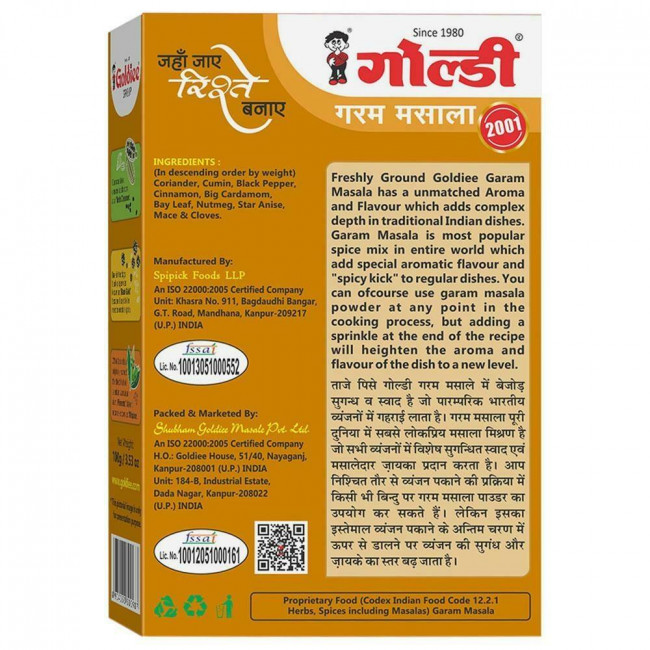 Since 1980
गोल्डी
गरम मसाला
2001
जहाँ जाए
रिश्ते
बनाए
INGREDIENTS :
(In descending order by weight)
Coriander, Cumin, Black Pepper,
Cinnamon, Big Cardamom,
Bay Leaf, Nutmeg, Star Anise,
Mace & Cloves.
Manufactured By:
Spipick Foods LLP
An ISO 22000:2005 Certified Company
Unit: Khasra No. 911, Bagdaudhi Bangar,
G.T. Road, Mandhana, Kanpur-209217
(U.P.) INDIA
fssai
Lic. No. 10013051000552
Packed & Marketed By:
Shubham Goldiee Masale Pvt Ltd.
An ISO 22000:2005 Certified Company
H.O.: Goldiee House, 51/40, Nayaganj,
Kanpur-208001 (U.P.) INDIA
Unit: 184-B, Industrial Estate,
Dada Nagar, Kanpur-208022
(U.P.) INDIA
fssai
Lic. No. 10012051000161
Freshly Ground Goldiee Garam
Masala has a unmatched Aroma
and Flavour which adds complex
depth in traditional Indian dishes.
Garam Masala is most popular
spice mix in entire world which
add special aromatic flavour and
"spicy kick" to regular dishes. You
can ofcourse use garam masala
powder at any point in the
cooking process, but adding a
sprinkle at the end of the recipe
will heighten the aroma and
flavour of the dish to a new level.
ताजे पिसे गोल्डी गरम मसाले में बेजोड़
सुगन्ध व स्वाद है जो पारम्परिक भारतीय
व्यंजनों में गहराई लाता है। गरम मसाला पूरी
दुनिया में सबसे लोकप्रिय मसाला मिश्रण है
जो सभी व्यंजनों में विशेष सुगन्धित स्वाद एवं
मसालेदार ज़ायका प्रदान करता है। आप
निश्चित तौर से व्यंजन पकाने की प्रक्रिया में
किसी भी बिन्दु पर गरम मसाला पाउडर का
उपयोग कर सकते हैं। लेकिन इसका
इस्तेमाल व्यंजन पकाने के अन्तिम चरण में
ऊपर से डालने पर व्यंजन की सुगंध और
ज़ायके का स्तर बढ़ जाता है।
Proprietary Food (Codex Indian Food Code 12.2.1
Herbs, Spices including Masalas) Garam Masala
Goldiee
Net Weight:
100g / 3.53 oz
www.goldiee.com